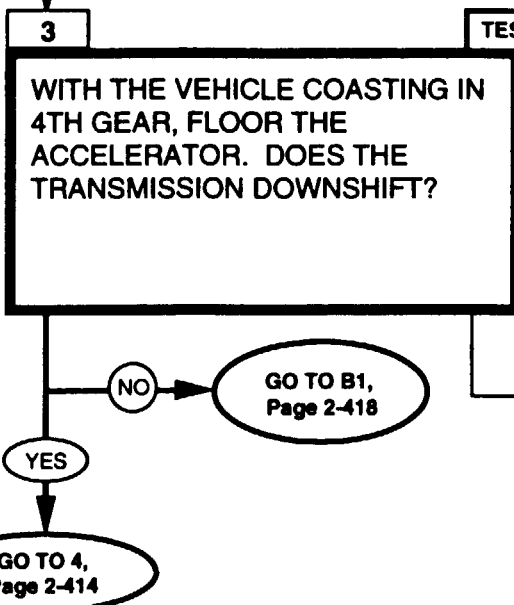 3
TES
WITH THE VEHICLE COASTING IN
4TH GEAR, FLOOR THE
ACCELERATOR. DOES THE
TRANSMISSION DOWNSHIFT?
NO
GO TO B1,
Page 2-418
YES
GO TO 4,
Page 2-414